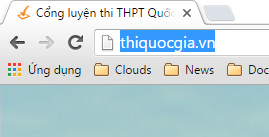 Cổng luyện thi THPT Quốc
thiquocgia.vn
Ứng dụng Clouds News Doc